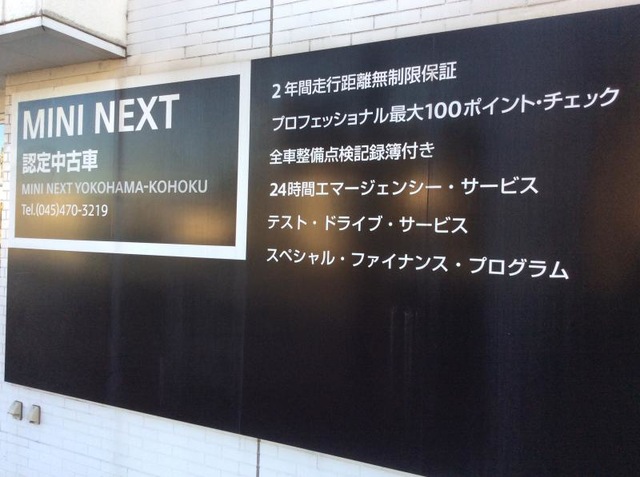 MINI NEXT
認定中古車
MINI NEXT YOKOHAMA-KOHOKU
Tel.(045)470-3219
2年間走行距離無制限保証
プロフェッショナル最大100ポイント・チェック
全車整備点検記録簿付き
24時間エマージェンシー・サービス
テスト・ドライブ・サービス
スペシャル・ファイナンス・プログラム